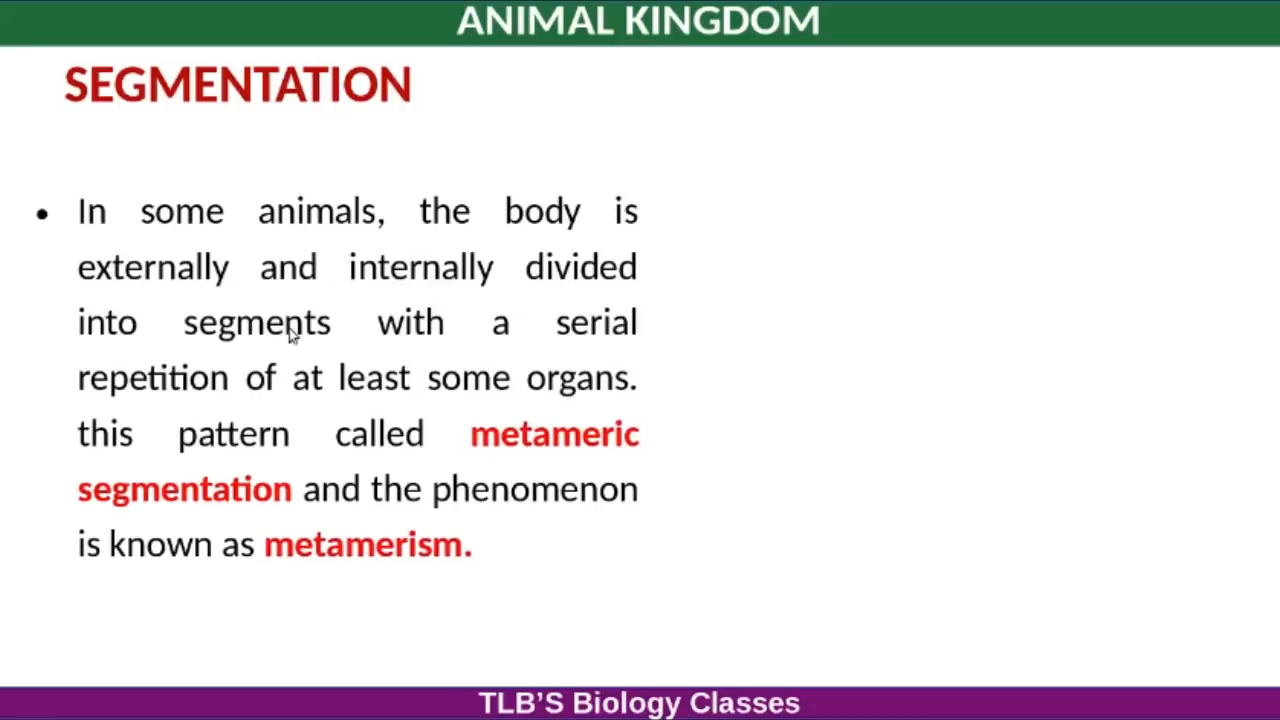 ANIMAL KINGDOM
SEGMENTATION
• In some animals, the body is
externally and internally divided
into segments with a serial
repetition of at least some organs.
this pattern called metameric
segmentation and the phenomenon
is known as metamerism.
TLB’S Biology Classes